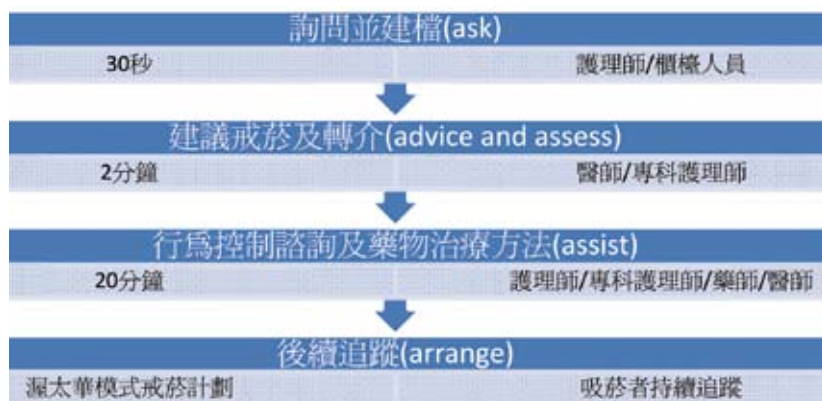 詢問並建檔(ask)
30秒 護理師/櫃檯人員
建議戒菸及轉介(advice and assess)
2分鐘 醫師/專科護理師
行為控制諮詢及藥物治療方法(assist)
20分鐘 護理師/專科護理師/藥師/醫師
後續追蹤(arrange)
渥太華模式戒菸計劃 吸菸者持續追蹤